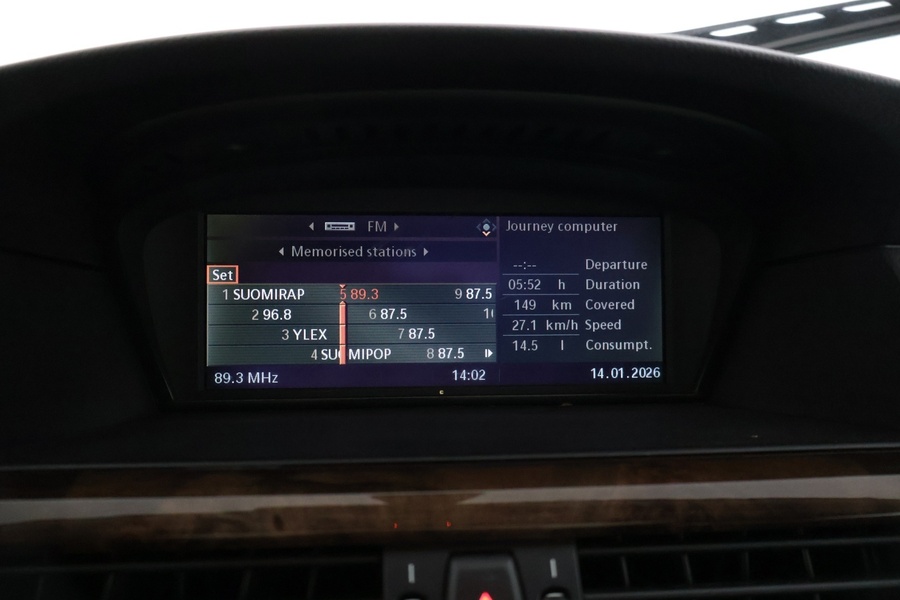 FM
Memorised stations
Set
1 SUOMIRAP 5 89.3 9 87.5
2 96.8 6 87.5
3 YLEX 7 87.5
4 SUOMIPOP 8 87.5
89.3 MHz 14:02
Journey computer
--:-- Departure
05:52 h Duration
149 km Covered
27.1 km/h Speed
14.5 l Consumpt.
14.01.2026